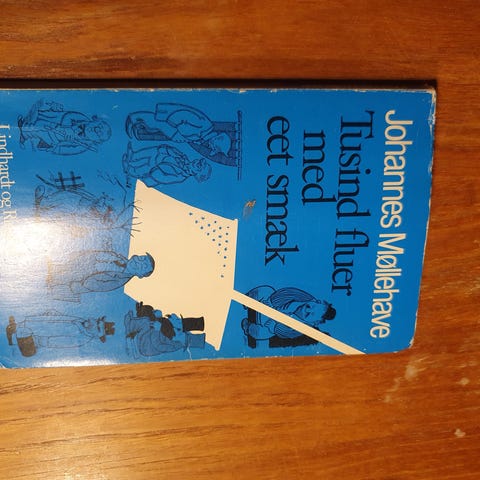 Johannes Møllehave
Tusind fluer
med
eet smæk
Lindhardt og